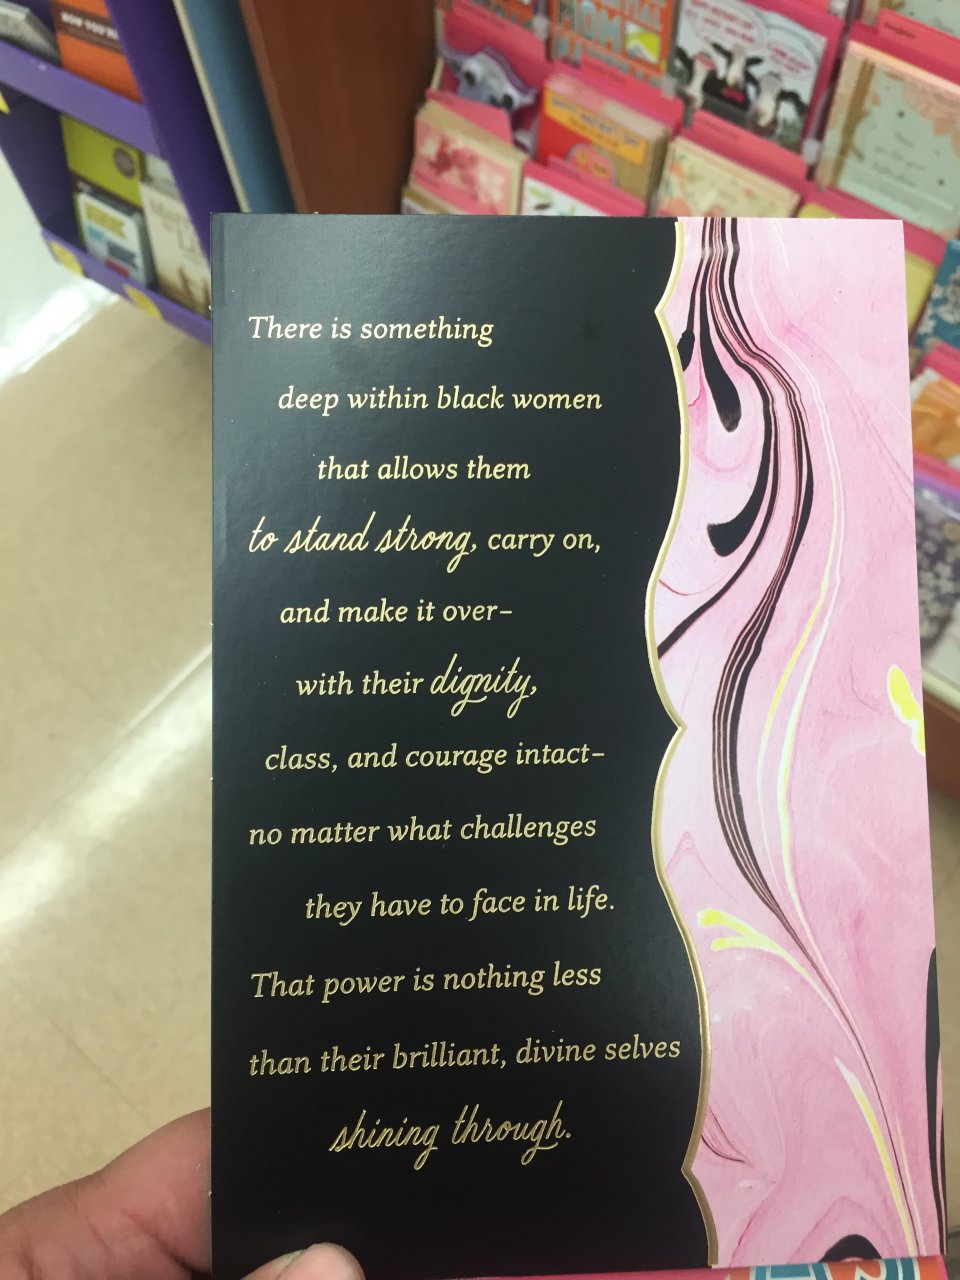 There is something
deep within black women
that allows them
to stand strong, carry on,
and make it over–
with their dignity,
class, and courage intact–
no matter what challenges
they have to face in life.
That power is nothing less
than their brilliant, divine selves
shining through.
MOM